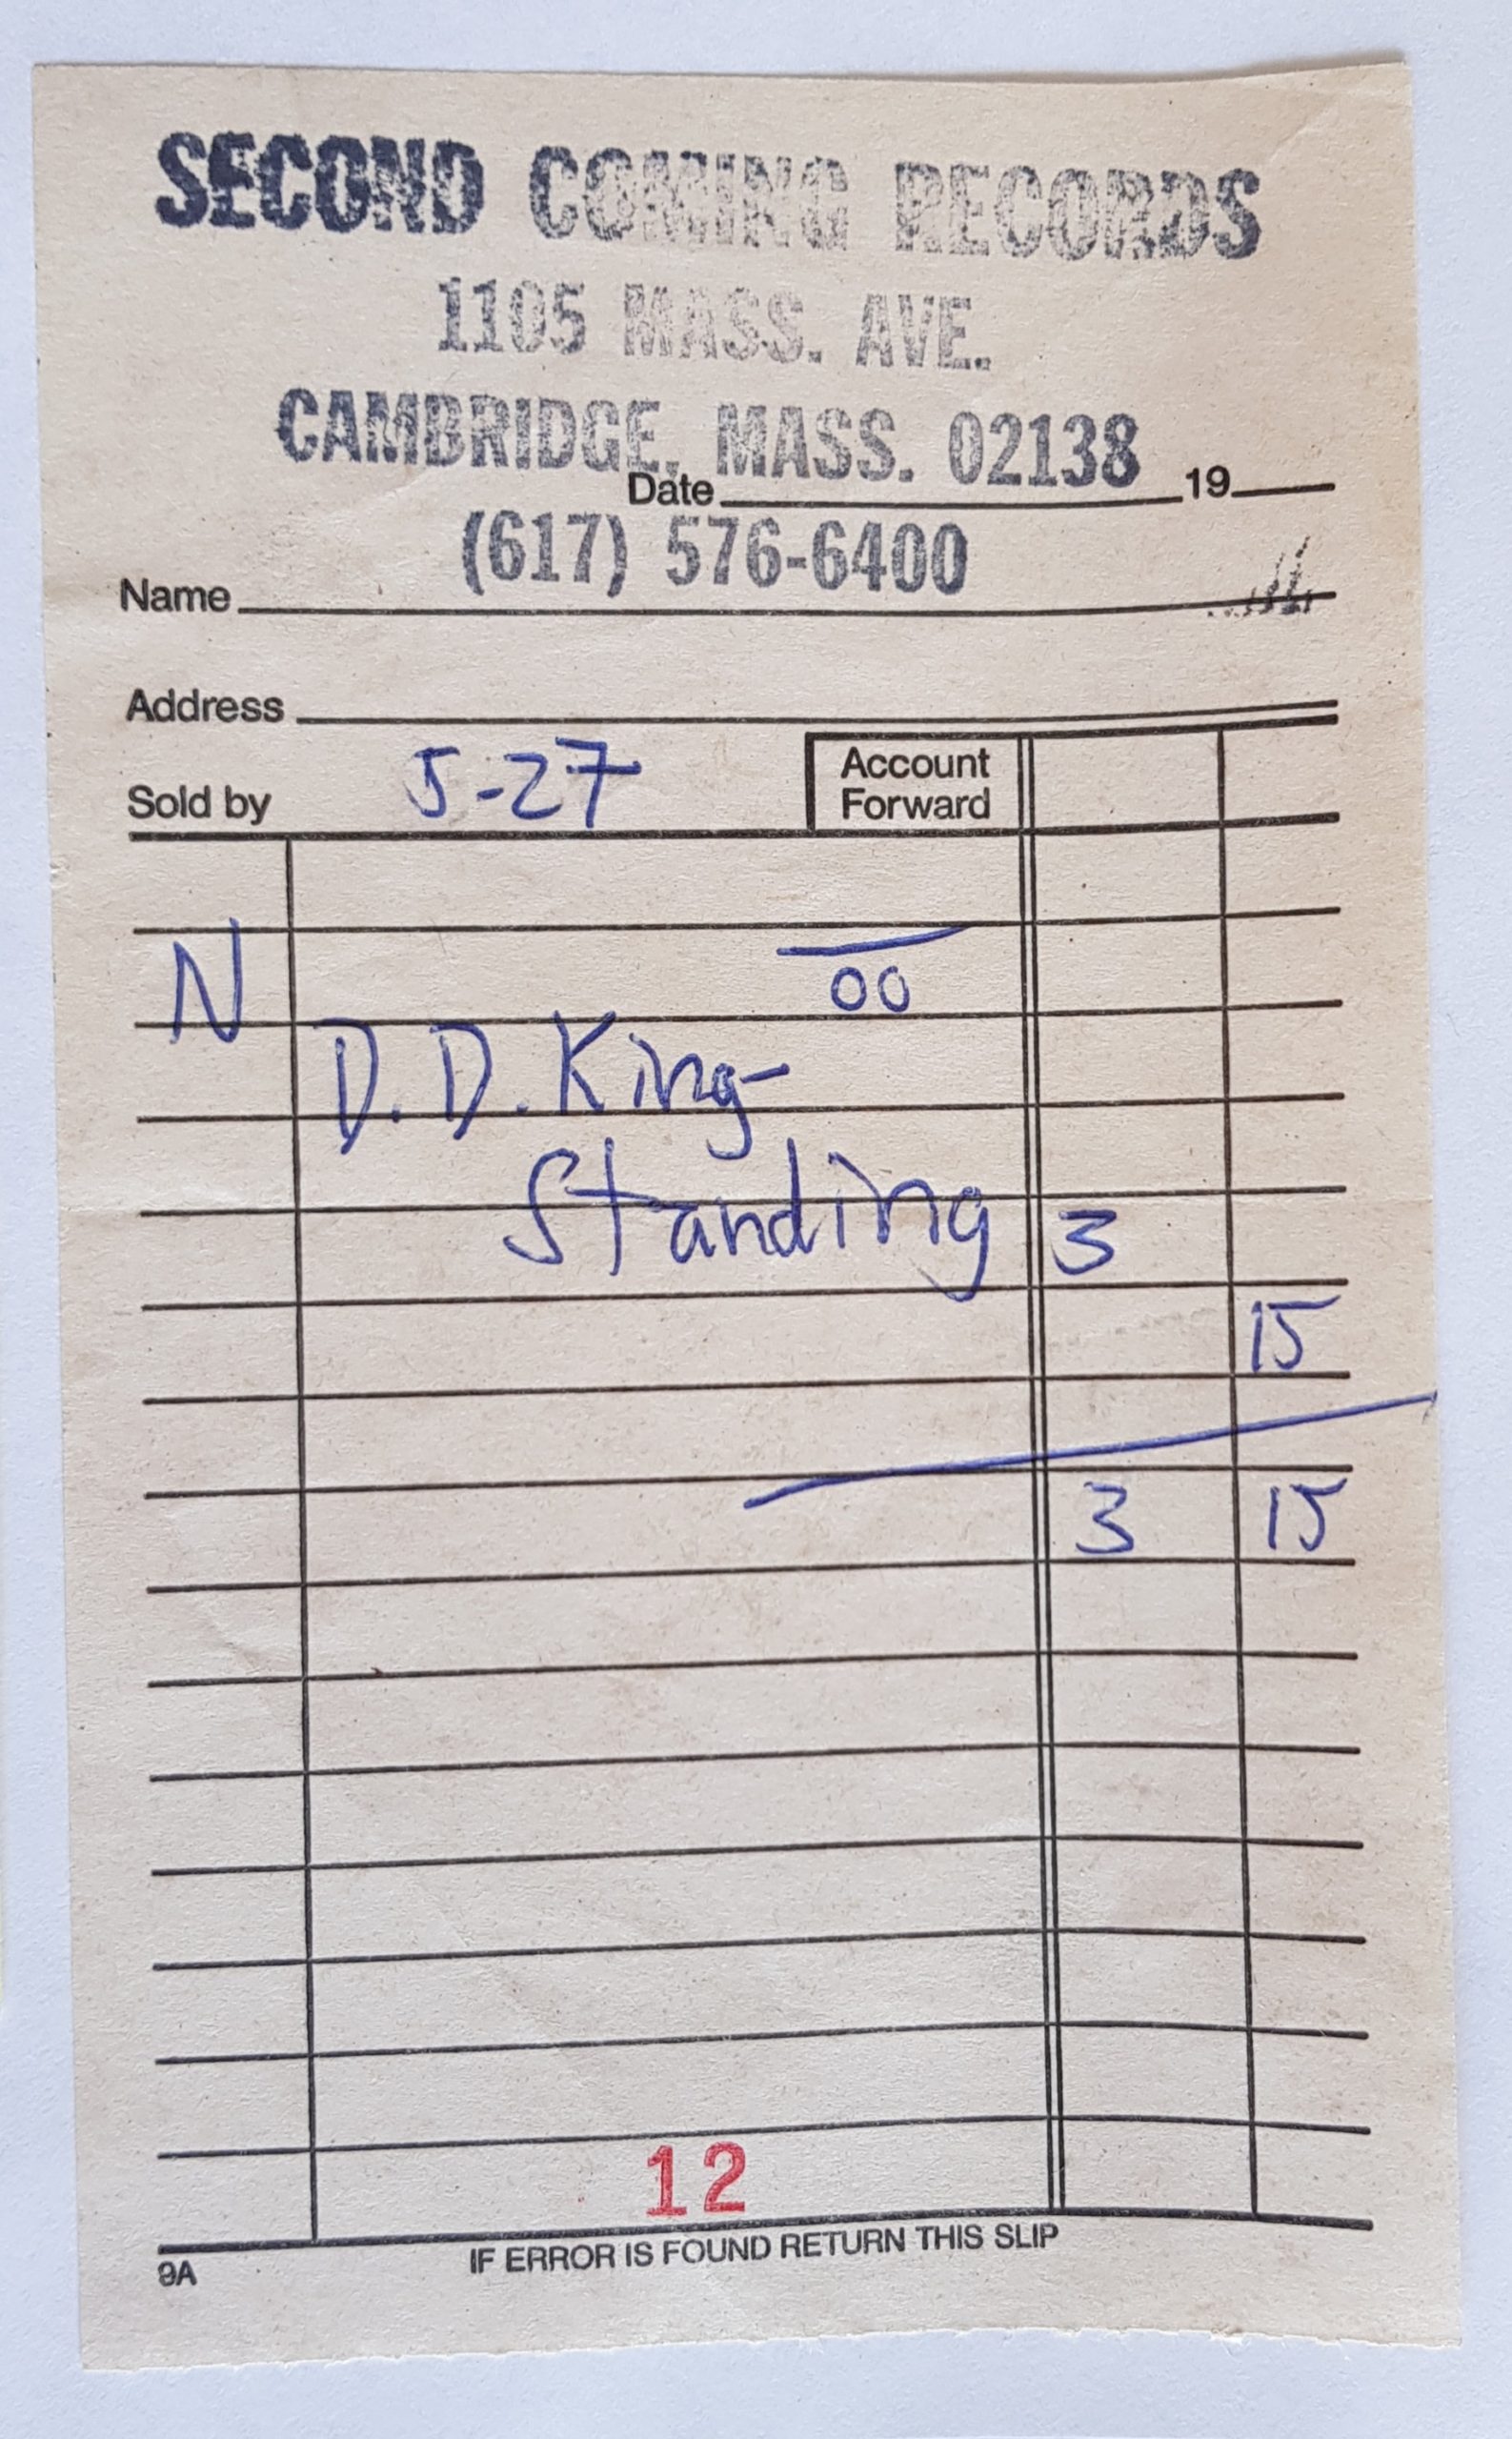 SECOND COMING RECORDS
1105 MASS. AVE.
CAMBRIDGE, MASS. 02138
Date 19
(617) 576-6400
Name
Address
Sold by 5-27 Account Forward
N 00
D.D. King-
Standing 3
15
3 15
12
IF ERROR IS FOUND RETURN THIS SLIP
9A